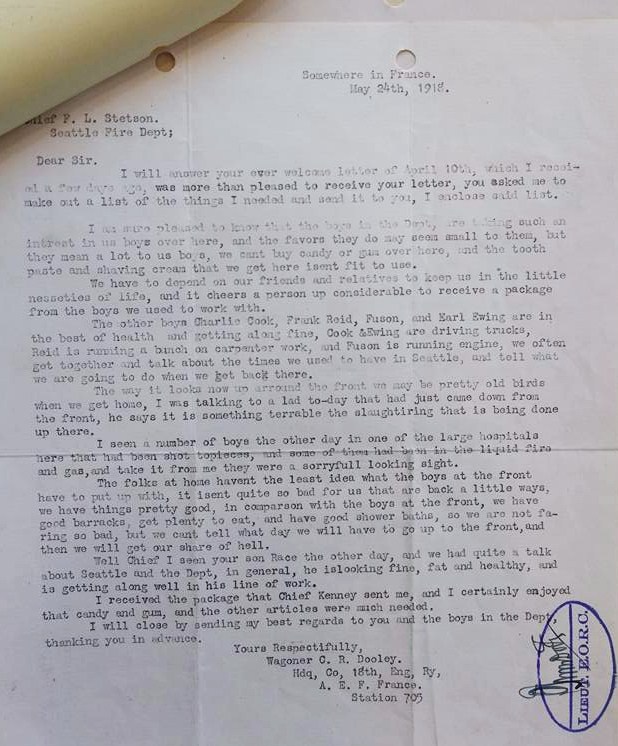 Somewhere in France.
May 24th, 1918.
hief F. L. Stetson.
Seattle Fire Dept;
Dear Sir.
I will answer your ever welcome letter of April 10th, which I recei-
ed a few days ago, was more than pleased to receive your letter, you asked me to
make out a list of the things I needed and send it to you, I enclose said list.
I am sure pleased to know that the boys in the Dept, are taking such an
intrest in us boys over here, and the favors they do may seem small to them, but
they mean a lot to us boys, we cant buy candy or gum over here, and the tooth
paste and shaving cream that we get here isent fit to use.
We have to depend on our friends and relatives to keep us in the little
nesseties of life, and it cheers a person up considerable to receive a package
from the boys we used to work with.
The other boys Charlie Cook, Frank Reid, Fuson, and Earl Ewing are in
the best of health and getting along fine, Cook &Ewing are driving trucks,
Reid is running a bunch on carpenter work, and Fuson is running engine, we often
get together and talk about the times we used to have in Seattle, and tell what
we are going to do when we get back there.
The way it looks now up arround the front we may be pretty old birds
when we get home, I was talking to a lad to-day that had just came down from
the front, he says it is something terrable the slaughtiring that is being done
up there.
I seen a number of boys the other day in one of the large hospitals
here that had been shot topieces, and some of them had been in the liquid fire
and gas,and take it from me they were a sorryfull looking sight.
The folks at home havent the least idea what the boys at the front
have to put up with, it isent quite so bad for us that are back a little ways,
we have things pretty good, in comparson with the boys at the front, we have
good barracks, get plenty to eat, and have good shower baths, so we are not fa-
ring so bad, but we cant tell what day we will have to go up to the front,and
then we will get our share of hell.
Well Chief I seen your son Race the other day, and we had quite a talk
about Seattle and the Dept, in general, he islooking fine, fat and healthy, and
is getting along well in his line of work.
I received the package that Chief Kenney sent me, and I certainly enjoyed
that candy and gum, and the other articles were much needed.
I will close by sending my best regards to you and the boys in the Dept.
thanking you in advance.
Yours Respectifully,
Wagoner C. R. Dooley.
Hdq, Co, 18th, Eng, Ry,
A. E. F. France.
Station 705
LIEUT. E.O.R.C.